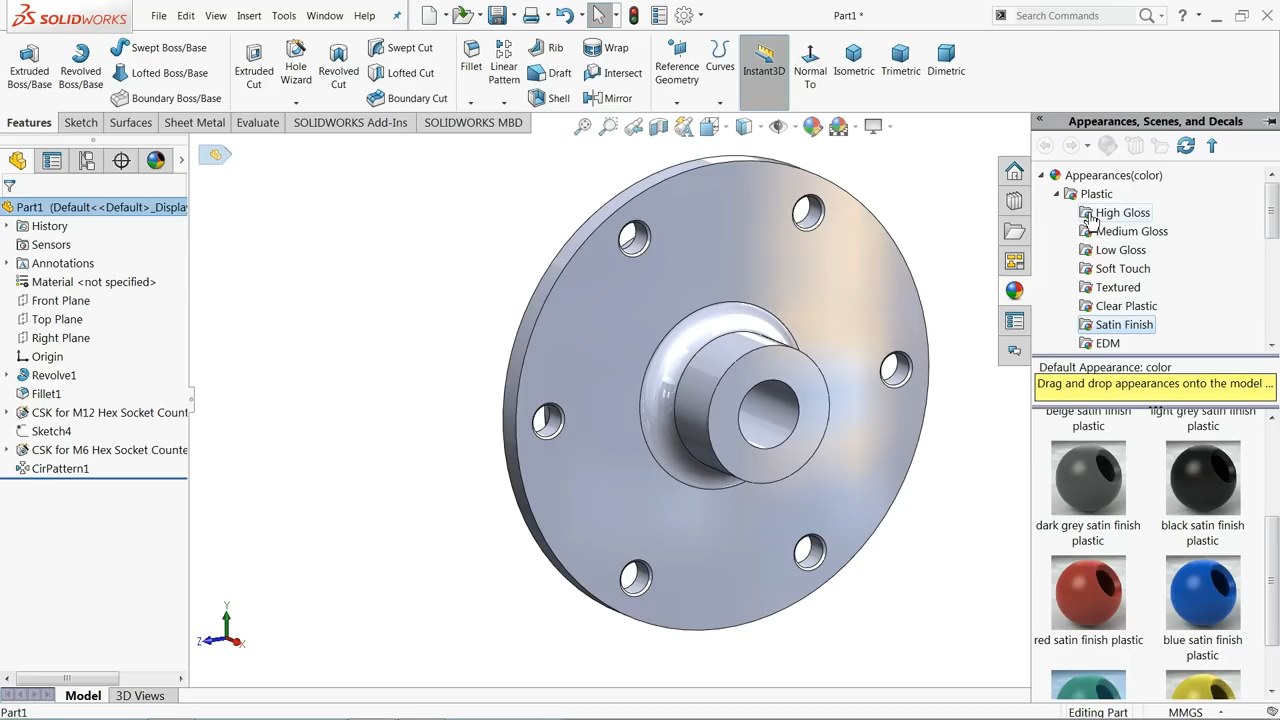 SOLIDWORKS
File
Edit
View
Insert
Tools
Window
Help
Part1 *
Search Commands
Extruded
Boss/Base
Revolved
Boss/Base
Swept Boss/Base
Lofted Boss/Base
Boundary Boss/Base
Extruded
Cut
Hole
Wizard
Revolved
Cut
Swept Cut
Lofted Cut
Boundary Cut
Fillet
Linear
Pattern
Rib
Draft
Shell
Wrap
Intersect
Mirror
Reference
Geometry
Curves
Instant3D
Normal
To
Isometric
Trimetric
Dimetric
Features
Sketch
Surfaces
Sheet Metal
Evaluate
SOLIDWORKS Add-Ins
SOLIDWORKS MBD
Part1 (Default<<Default>_Displa
History
Sensors
Annotations
Material <not specified>
Front Plane
Top Plane
Right Plane
Origin
Revolve1
Fillet1
CSK for M12 Hex Socket Count
Sketch4
CSK for M6 Hex Socket Counte
CirPattern1
Y
Z
X
Appearances, Scenes, and Decals
Appearances(color)
Plastic
High Gloss
Medium Gloss
Low Gloss
Soft Touch
Textured
Clear Plastic
Satin Finish
EDM
Default Appearance: color
Drag and drop appearances onto the model ...
beige satin finish
plastic
light grey satin finish
plastic
dark grey satin finish
plastic
black satin finish
plastic
red satin finish plastic
blue satin finish
plastic
Model
3D Views
Part1
Editing Part
MMGS